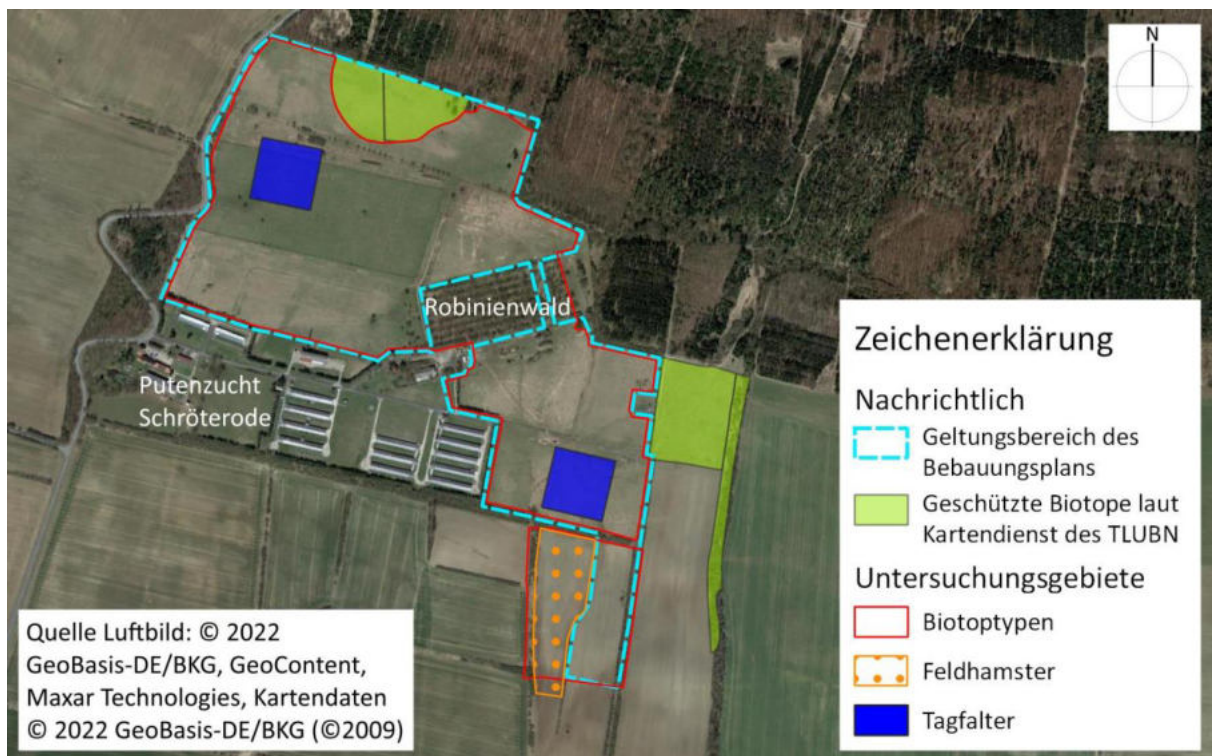 N
Robinienwald
Putenzucht
Schröterode
Zeichenerklärung
Nachrichtlich
Geltungsbereich des
Bebauungsplans
Geschützte Biotope laut
Kartendienst des TLUBN
Untersuchungsgebiete
Biotoptypen
Feldhamster
Tagfalter
Quelle Luftbild: © 2022
GeoBasis-DE/BKG, GeoContent,
Maxar Technologies, Kartendaten
© 2022 GeoBasis-DE/BKG (©2009)